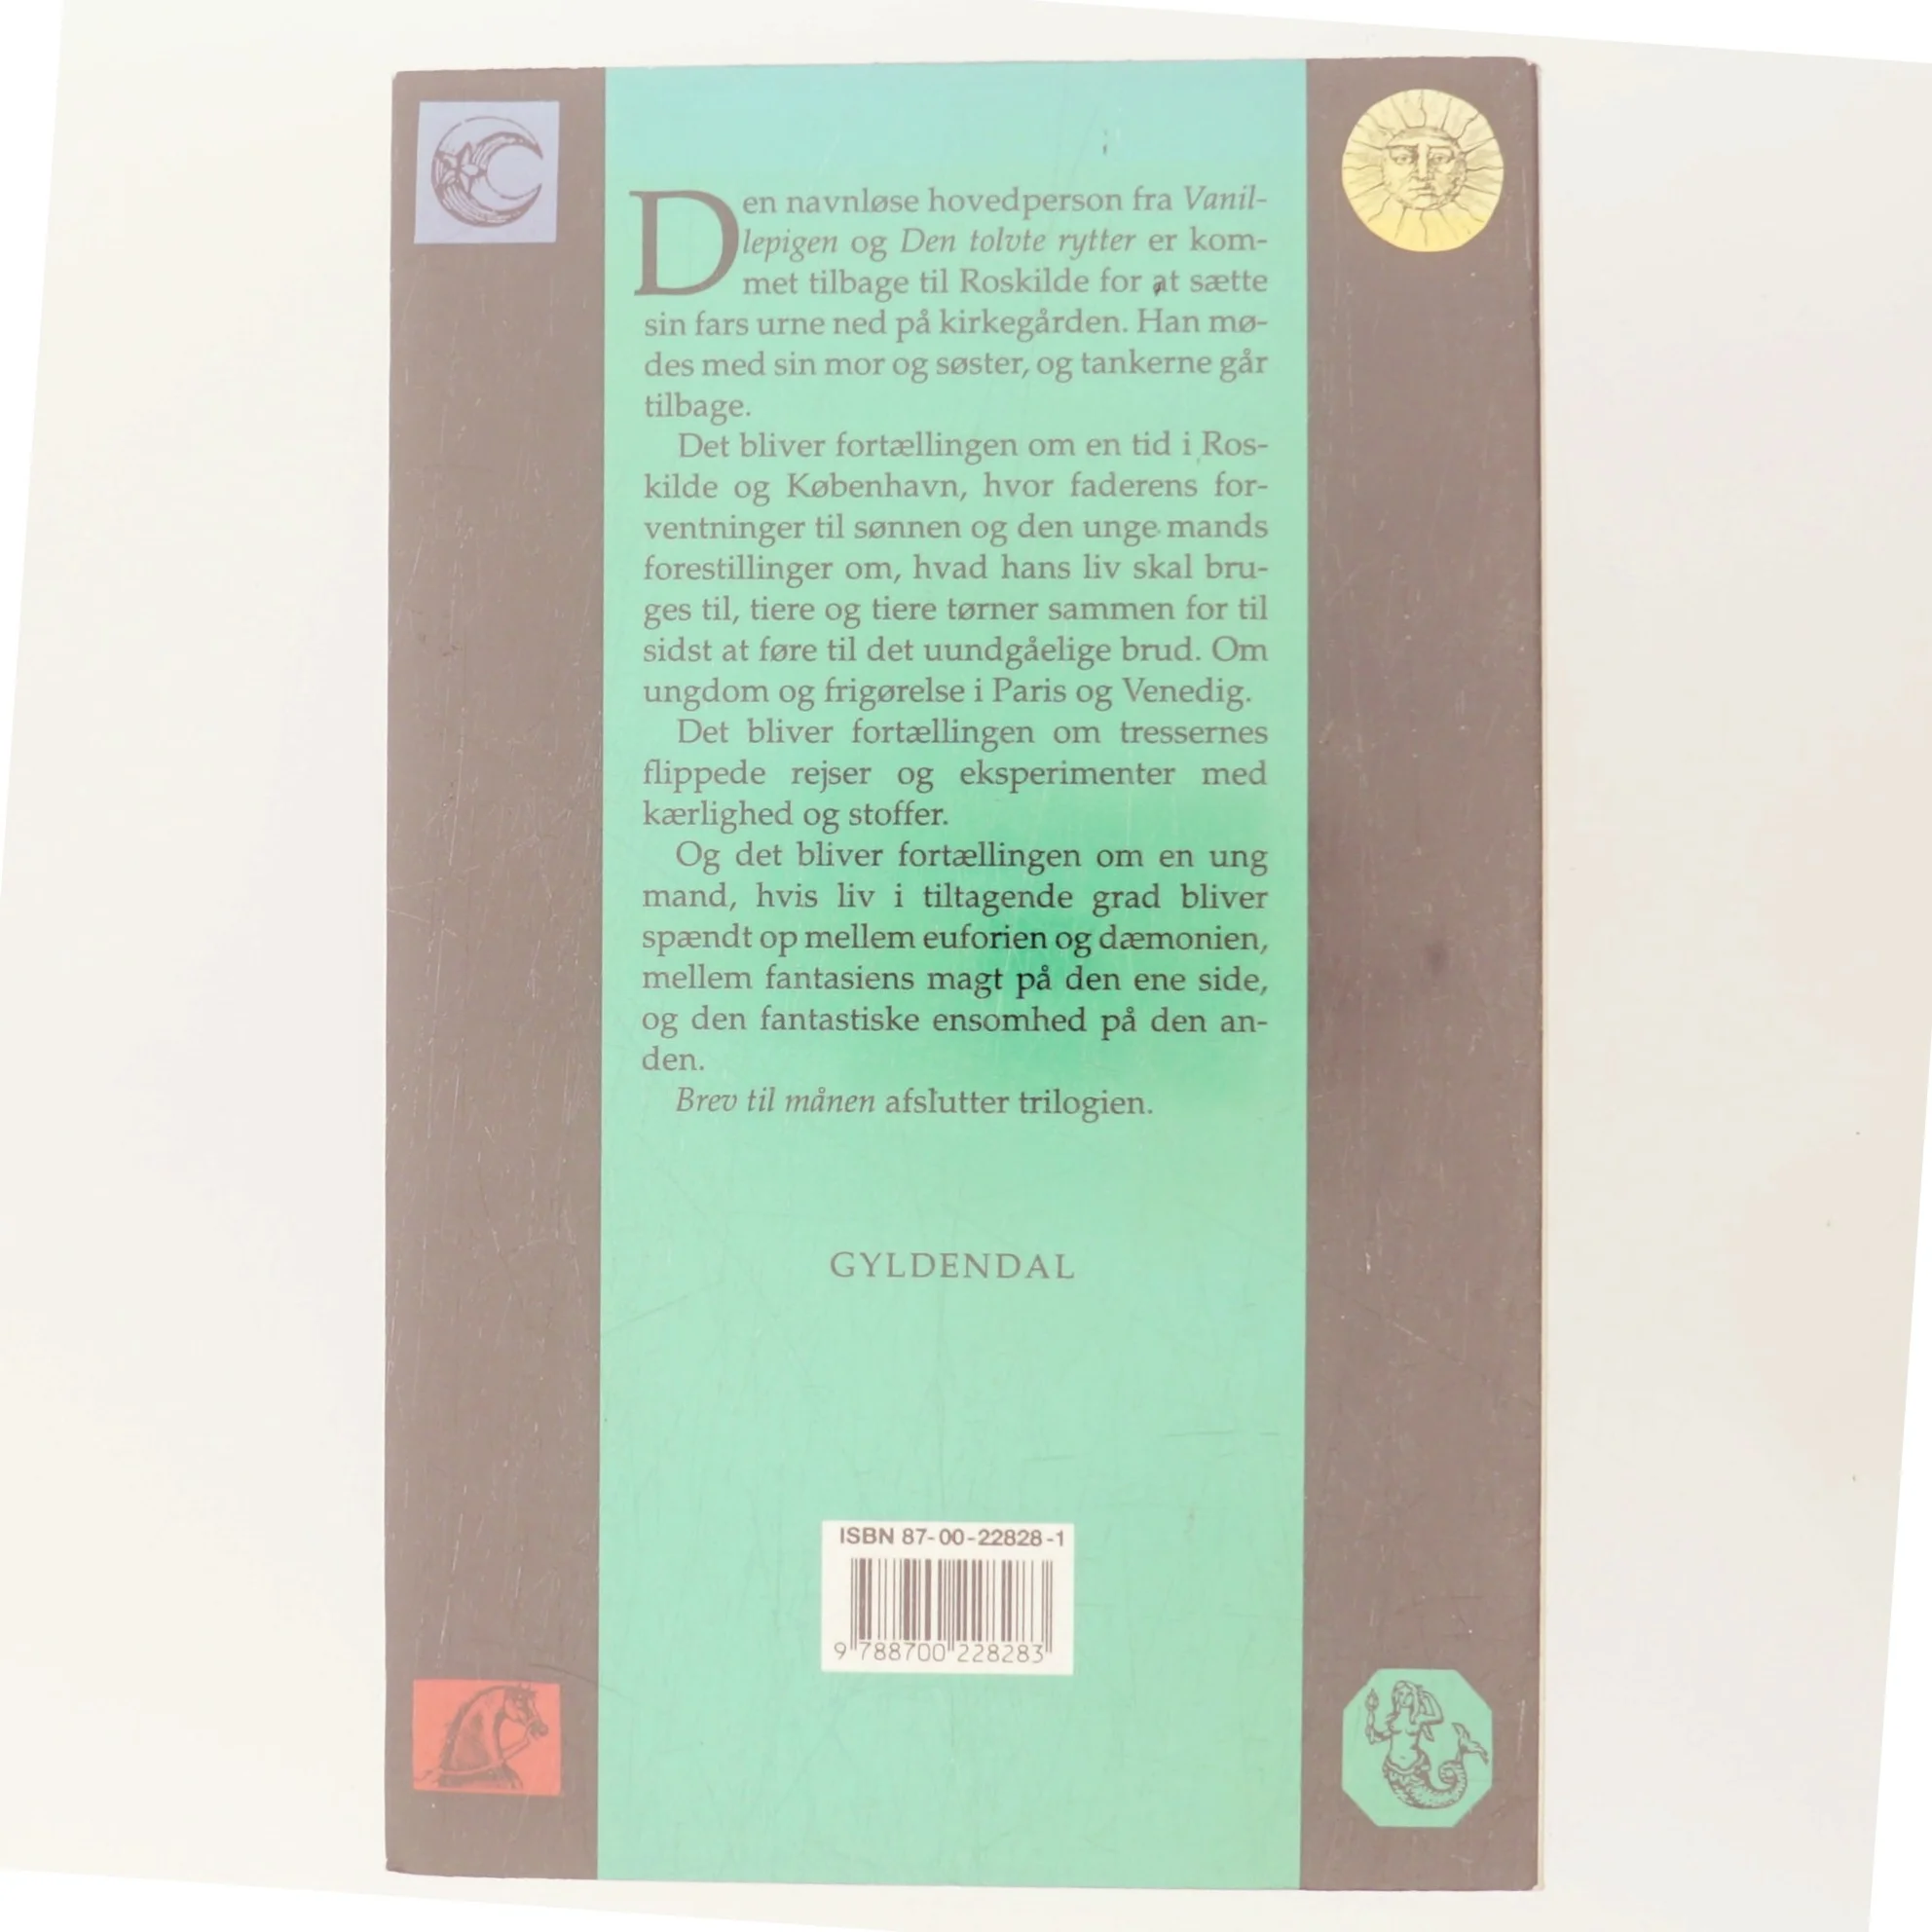 Den navnløse hovedperson fra Vanil-
lepigen og Den tolvte rytter er kom-
met tilbage til Roskilde for at sætte
sin fars urne ned på kirkegården. Han mø-
des med sin mor og søster, og tankerne går
tilbage.
Det bliver fortællingen om en tid i Ros-
kilde og København, hvor faderens for-
ventninger til sønnen og den unge mands
forestillinger om, hvad hans liv skal bru-
ges til, tiere og tiere tørner sammen for til
sidst at føre til det uundgåelige brud. Om
ungdom og frigørelse i Paris og Venedig.
Det bliver fortællingen om tressernes
flippede rejser og eksperimenter med
kærlighed og stoffer.
Og det bliver fortællingen om en ung
mand, hvis liv i tiltagende grad bliver
spændt op mellem euforien og dæmonien,
mellem fantasiens magt på den ene side,
og den fantastiske ensomhed på den an-
den.
Brev til månen afslutter trilogien.
GYLDENDAL
ISBN 87-00-22828-1
9 788700 228283